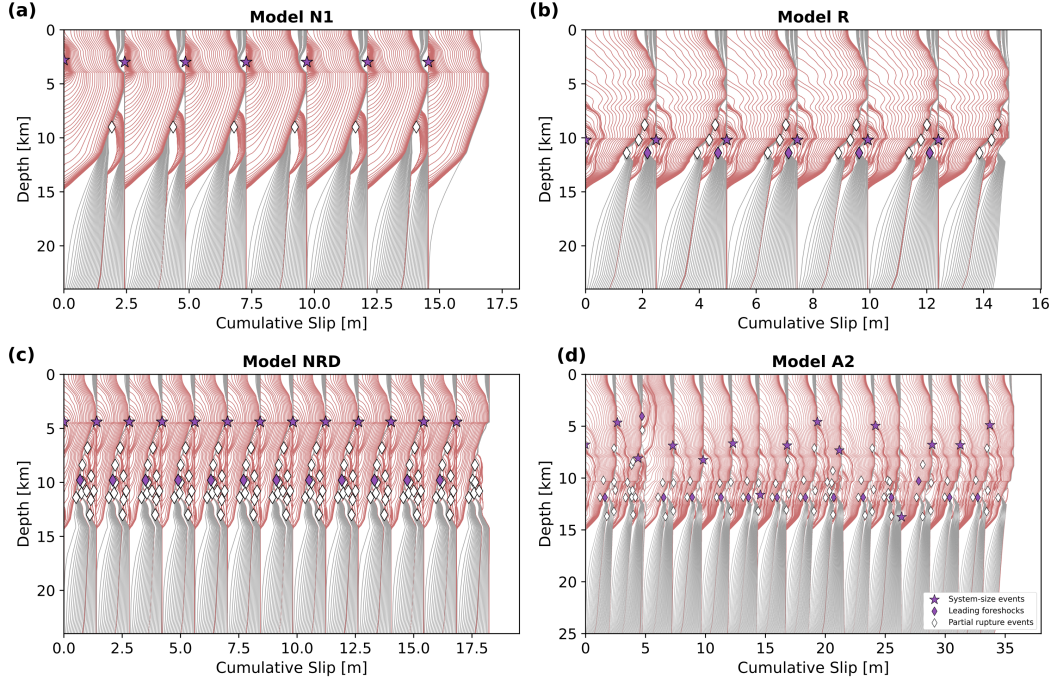 (a)
Model N1
0
5
10
15
20
Depth [km]
0.0 2.5 5.0 7.5 10.0 12.5 15.0 17.5
Cumulative Slip [m]
(b)
Model R
0
5
10
15
20
Depth [km]
0 2 4 6 8 10 12 14 16
Cumulative Slip [m]
(c)
Model NRD
0
5
10
15
20
Depth [km]
0.0 2.5 5.0 7.5 10.0 12.5 15.0 17.5
Cumulative Slip [m]
(d)
Model A2
0
5
10
15
20
25
Depth [km]
0 5 10 15 20 25 30 35
Cumulative Slip [m]
System-size events
Leading foreshocks
Partial rupture events